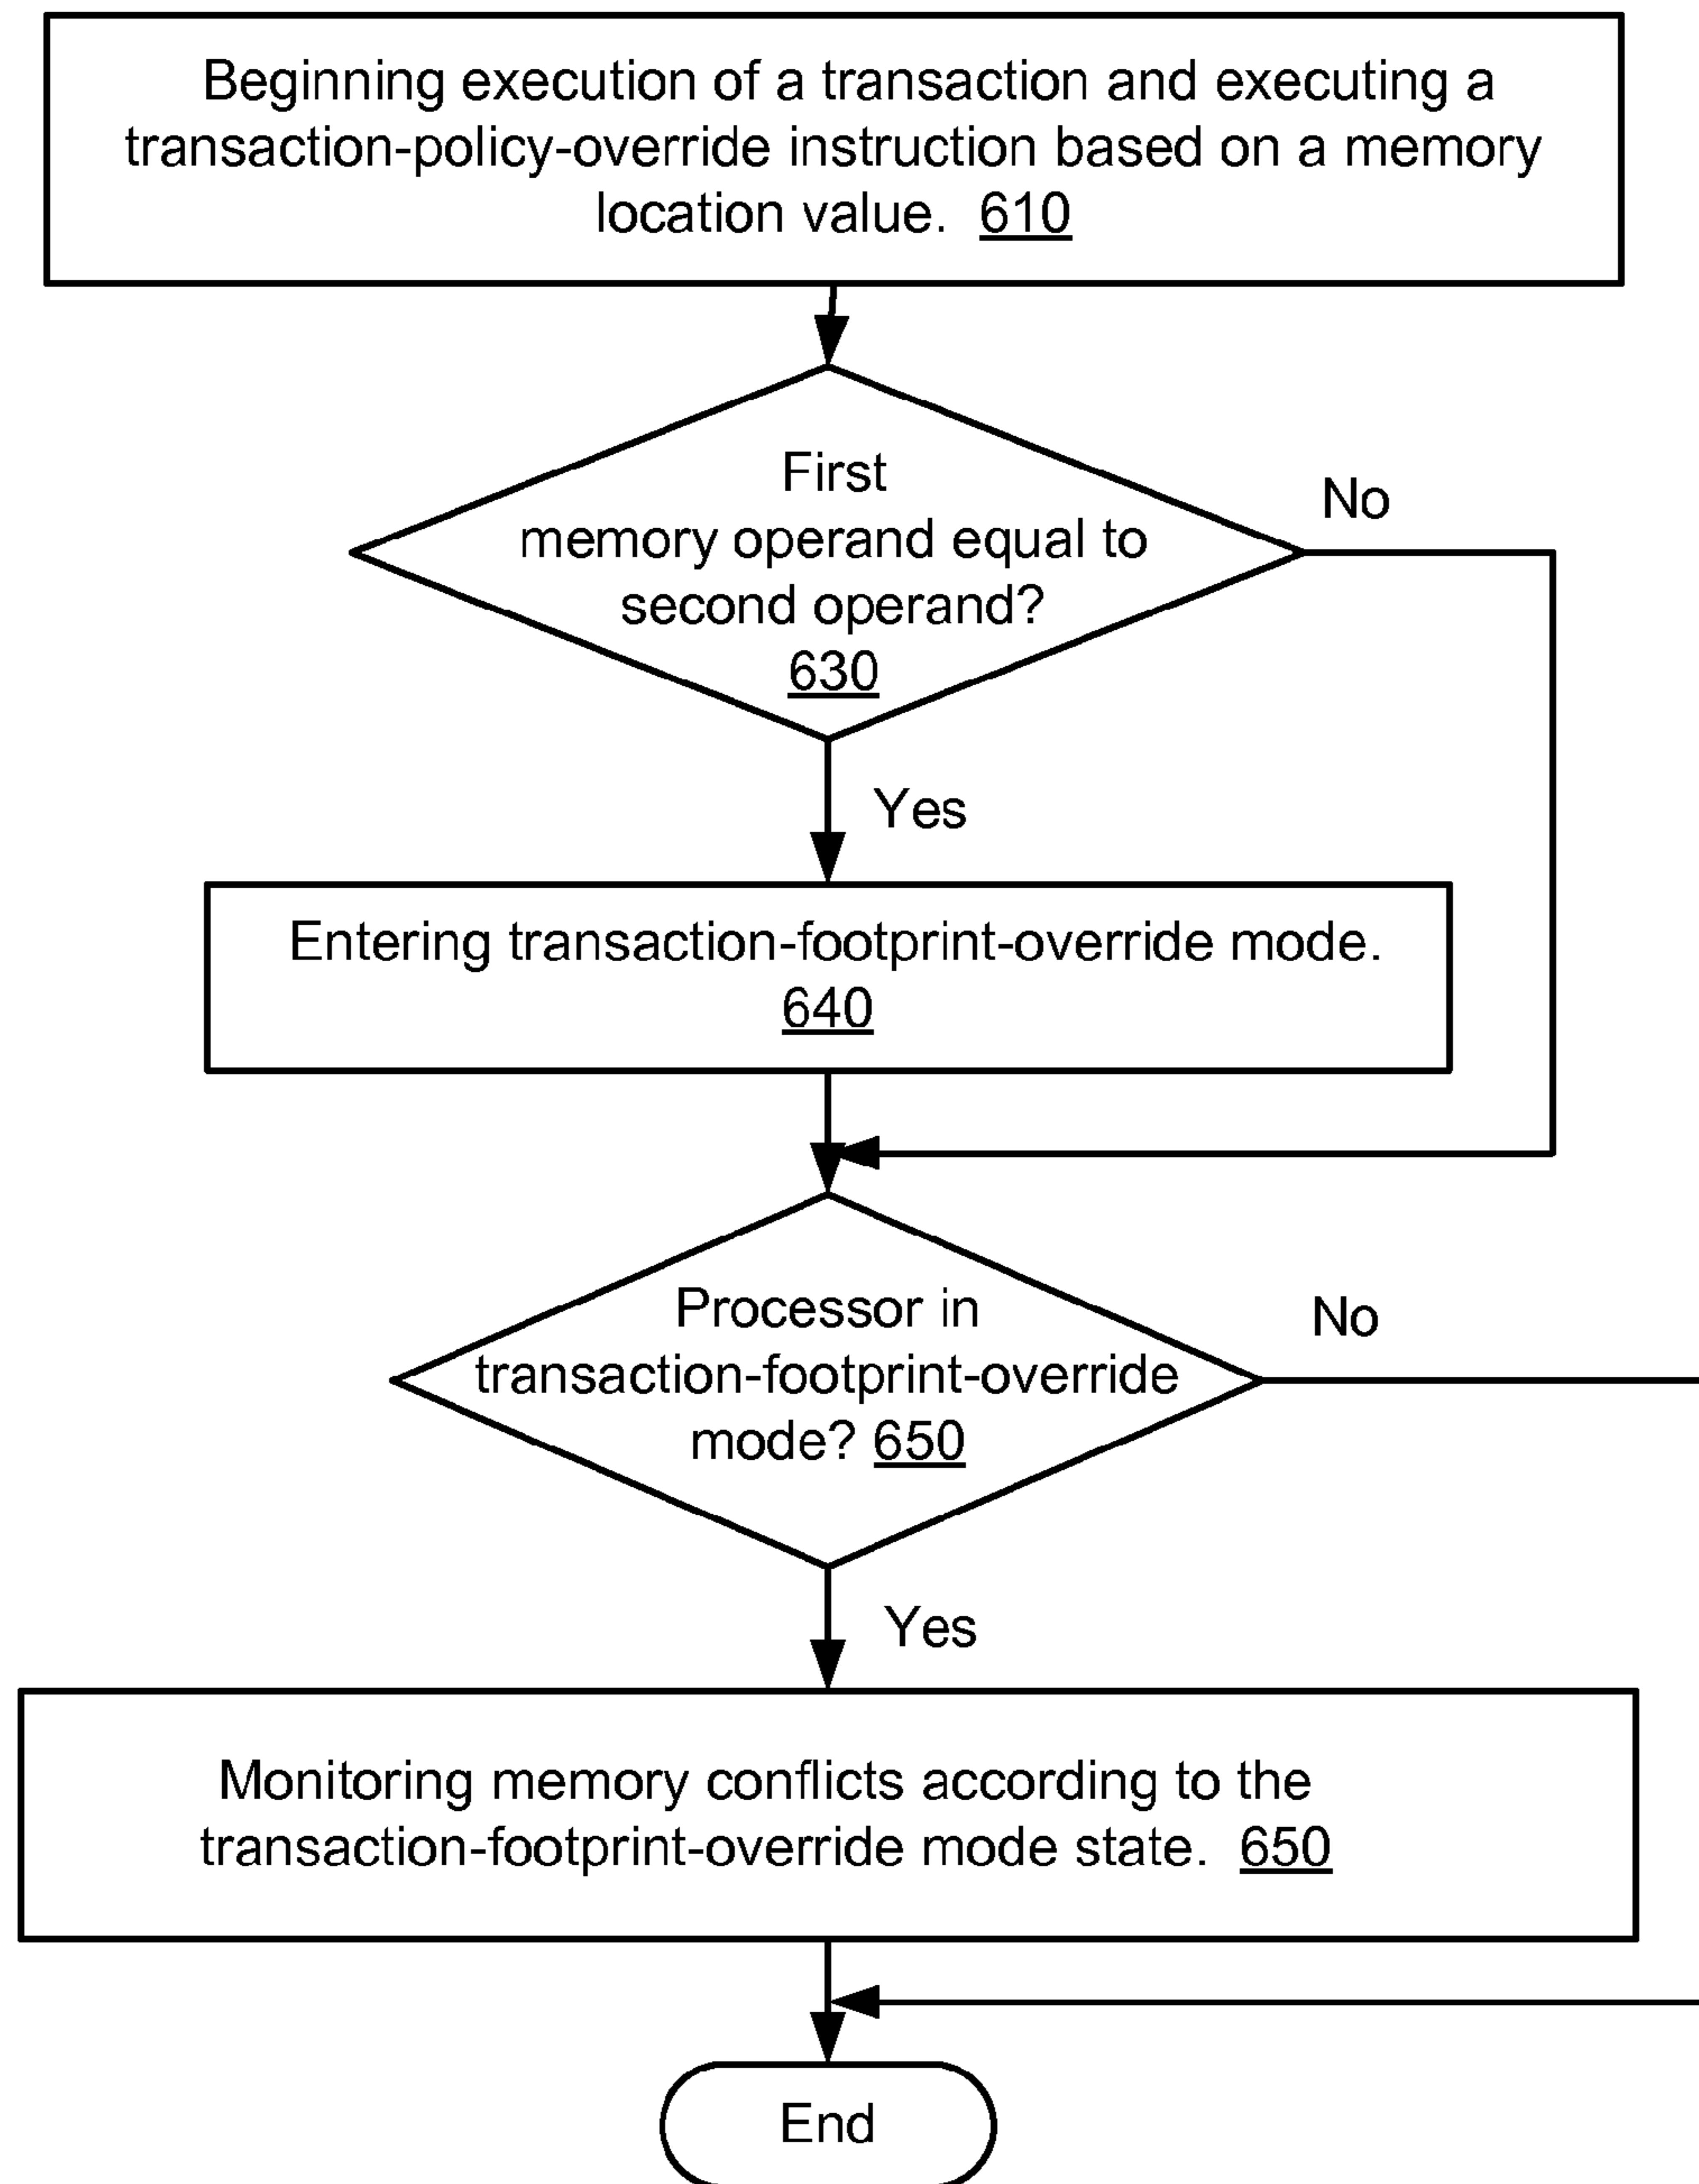 Beginning execution of a transaction and executing a
transaction-policy-override instruction based on a memory
location value. 610
First
memory operand equal to
second operand?
630
No
Yes
Entering transaction-footprint-override mode.
640
Processor in
transaction-footprint-override
mode? 650
No
Yes
Monitoring memory conflicts according to the
transaction-footprint-override mode state. 650
End